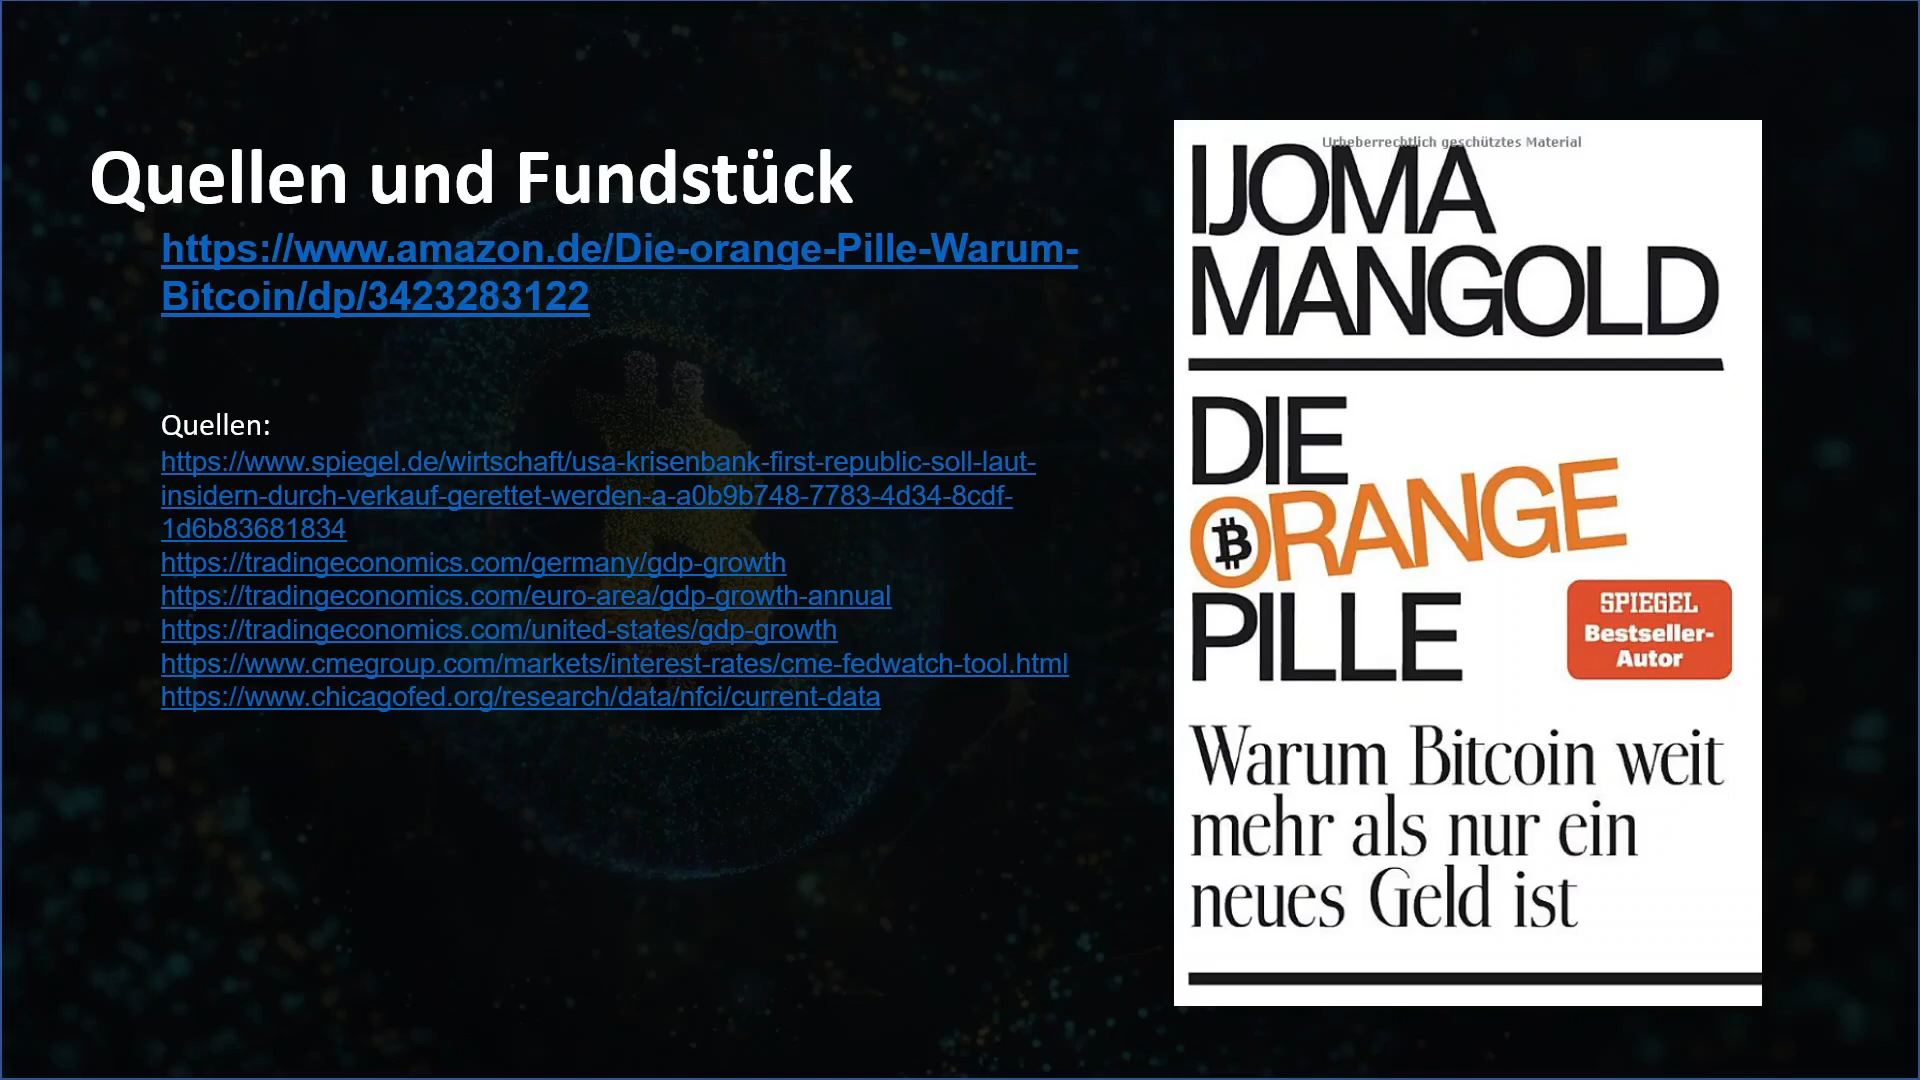 Quellen und Fundstück
https://www.amazon.de/Die-orange-Pille-Warum-
Bitcoin/dp/3423283122
Quellen:
https://www.spiegel.de/wirtschaft/usa-krisenbank-first-republic-soll-laut-
insidern-durch-verkauf-gerettet-werden-a-a0b9b748-7783-4d34-8cdf-
1d6b83681834
https://tradingeconomics.com/germany/gdp-growth
https://tradingeconomics.com/euro-area/gdp-growth-annual
https://tradingeconomics.com/united-states/gdp-growth
https://www.cmegroup.com/markets/interest-rates/cme-fedwatch-tool.html
https://www.chicagofed.org/research/data/nfci/current-data
Urheberrechtlich geschütztes Material
IJOMA
MANGOLD
DIE
ORANGE
PILLE
SPIEGEL
Bestseller-
Autor
Warum Bitcoin weit
mehr als nur ein
neues Geld ist